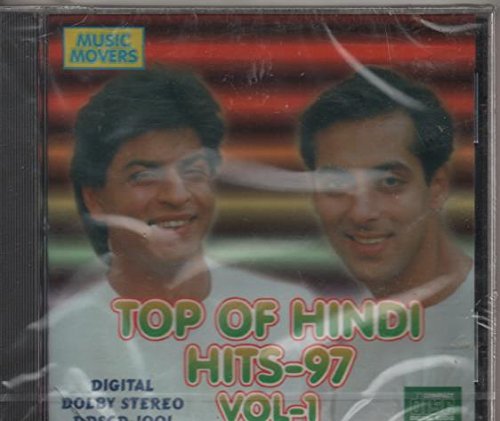 MUSIC
MOVERS
TOP OF HINDI
HITS-97
VOL-1
DIGITAL
DOLBY STEREO